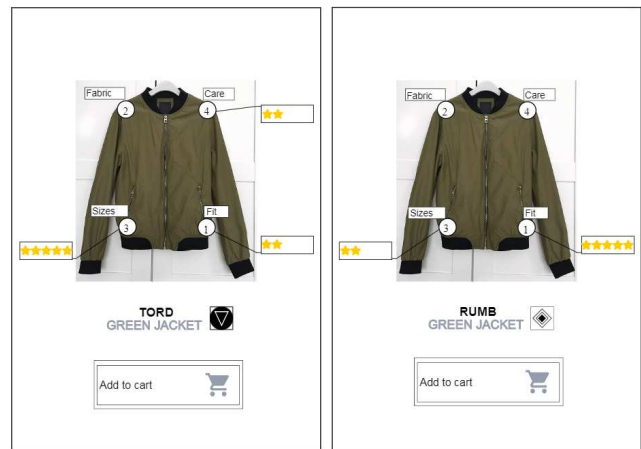 Fabric
Care
2
4
Sizes
Fit
3
1
TORD
GREEN JACKET
Add to cart
Fabric
Care
2
4
Sizes
Fit
3
1
RUMB
GREEN JACKET
Add to cart